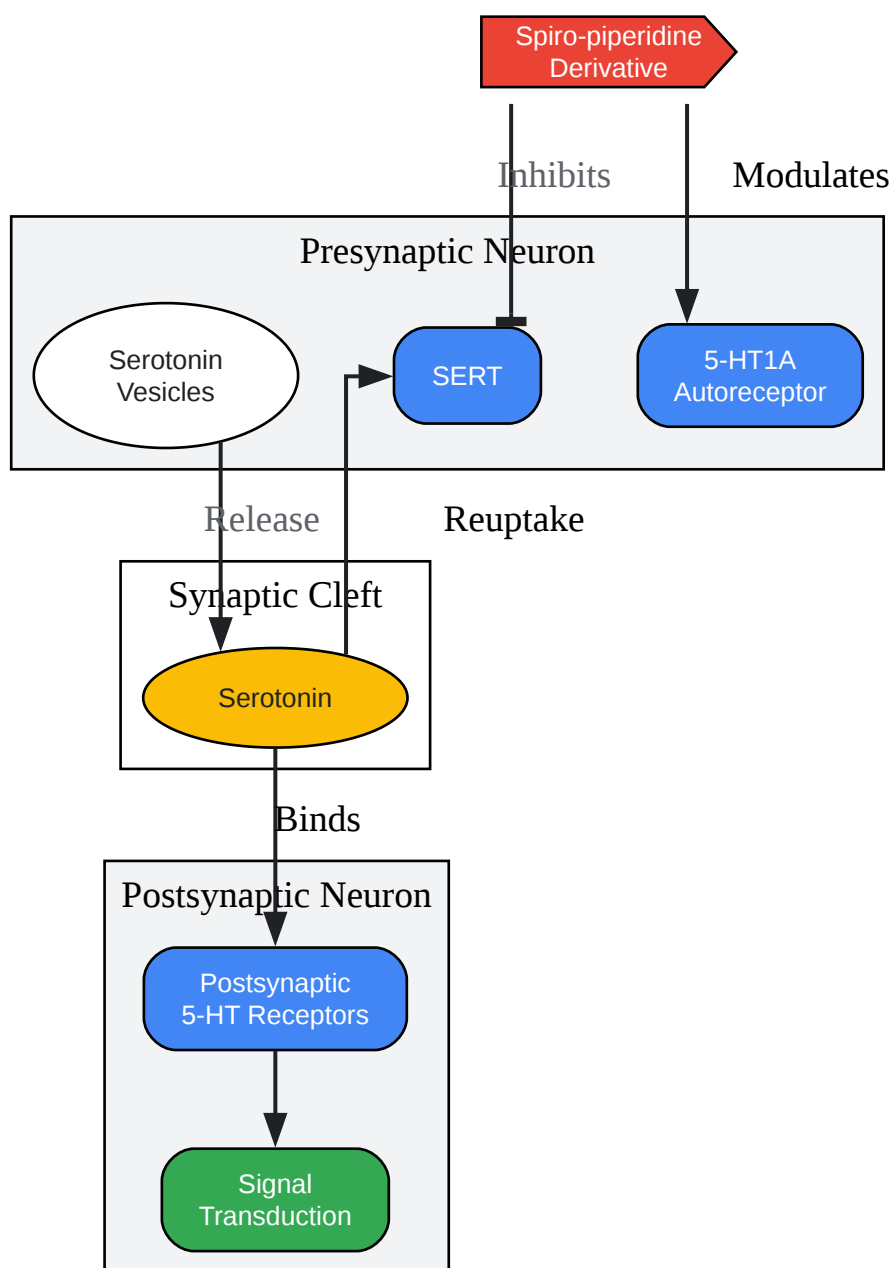 Spiro-piperidine
Derivative
Inhibits
Modulates
Presynaptic Neuron
Serotonin
Vesicles
SERT
5-HT1A
Autoreceptor
Release
Reuptake
Synaptic Cleft
Serotonin
Binds
Postsynaptic Neuron
Postsynaptic
5-HT Receptors
Signal
Transduction